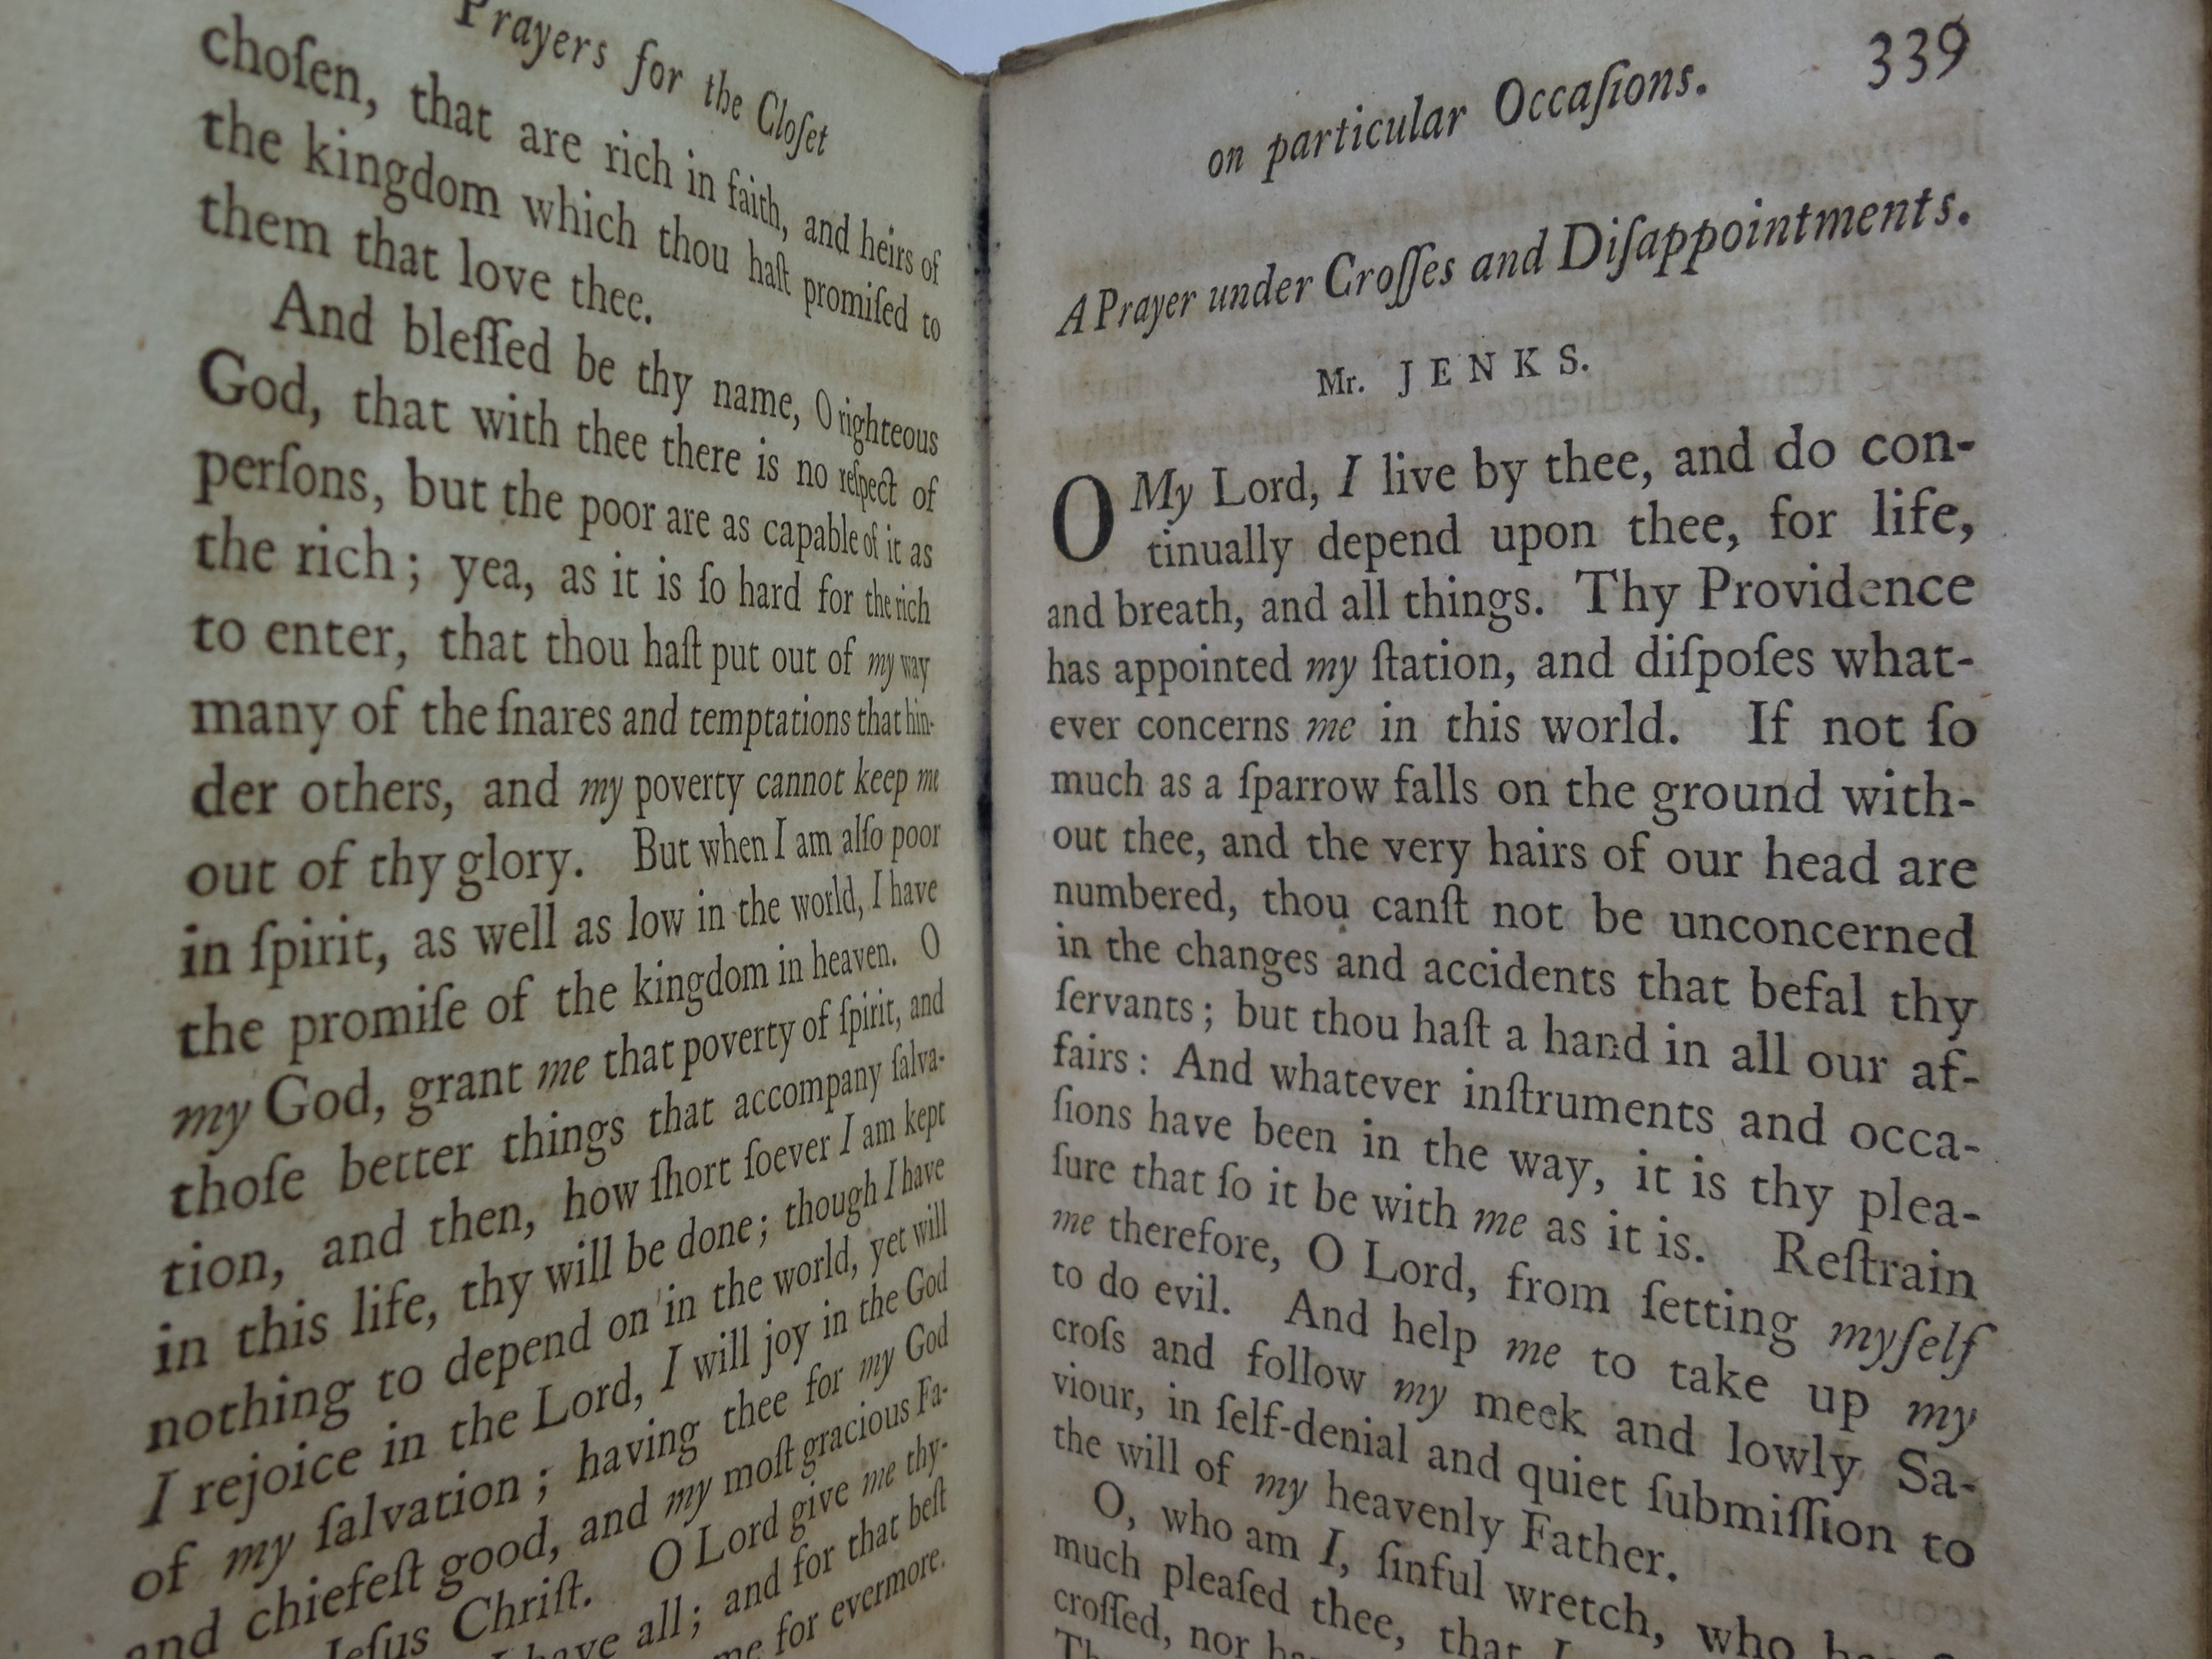 Prayers for the Cloſet
choſen, that are rich in faith, and heirs of
the kingdom which thou haſt promiſed to
them that love thee.
And bleſſed be thy name, O righteous
God, that with thee there is no reſpect of
perſons, but the poor are as capable of it as
the rich; yea, as it is ſo hard for the rich
to enter, that thou haſt put out of my way
many of the ſnares and temptations that hin-
der others, and my poverty cannot keep me
out of thy glory. But when I am alſo poor
in ſpirit, as well as low in the world, I have
the promiſe of the kingdom in heaven. O
my God, grant me that poverty of ſpirit, and
thoſe better things that accompany ſalva-
tion, and then, how ſhort ſoever I am kept
in this life, thy will be done; though I have
nothing to depend on in the world, yet will
I rejoice in the Lord, I will joy in the God
of my ſalvation; having thee for my God
and chiefeſt good, and my moſt gracious Fa-
Jeſus Chriſt. O Lord give me thy-
I have all; and for that beſt
me for evermore.
on particular Occaſions. 339
A Prayer under Croſſes and Diſappointments.
Mr. JENKS.
O My Lord, I live by thee, and do con-
tinually depend upon thee, for life,
and breath, and all things. Thy Providence
has appointed my ſtation, and diſpoſes what-
ever concerns me in this world. If not ſo
much as a ſparrow falls on the ground with-
out thee, and the very hairs of our head are
numbered, thou canſt not be unconcerned
in the changes and accidents that befal thy
ſervants; but thou haſt a hand in all our af-
fairs: And whatever inſtruments and occa-
ſions have been in the way, it is thy plea-
ſure that ſo it be with me as it is. Reſtrain
me therefore, O Lord, from ſetting myſelf
to do evil. And help me to take up my
croſs and follow my meek and lowly Sa-
viour, in ſelf-denial and quiet ſubmiſſion to
the will of my heavenly Father.
O, who am I, ſinful wretch, who
much pleaſed thee, that I
croſſed, nor